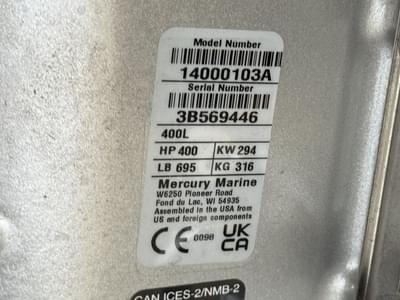 Model Number
14000103A
Serial Number
3B569446
400L
HP 400 KW 294
LB 695 KG 316
Mercury Marine
W6250 Pioneer Road
Fond du Lac, WI 54935
Assembled in the USA from
US and foreign components
CE 0098 UK
CA
CAN ICES-2/NMB-2